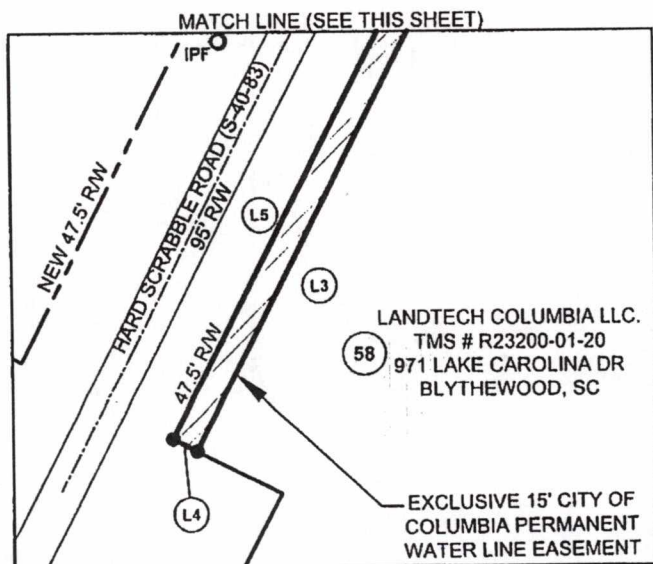 MATCH LINE (SEE THIS SHEET)
IPF
NEW 47.5' R/W
HARD SCRABBLE ROAD (S-40-83)
95' R/W
L5
L3
47.5' R/W
58
LANDTECH COLUMBIA LLC.
TMS # R23200-01-20
971 LAKE CAROLINA DR
BLYTHEWOOD, SC
L4
EXCLUSIVE 15' CITY OF
COLUMBIA PERMANENT
WATER LINE EASEMENT